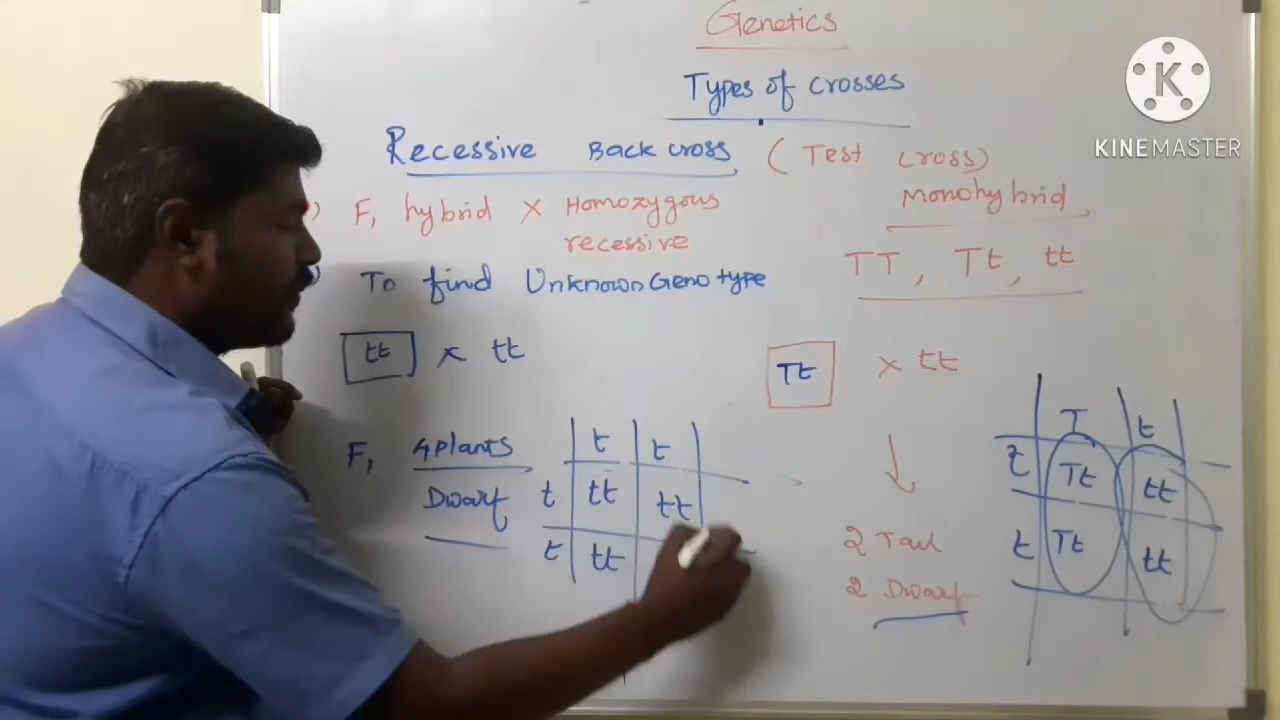 Genetics
Types of crosses
Recessive Back cross (Test cross)
F1 hybrid X Homozygous
recessive
To find Unknown Genotype
Monohybrid
TT, Tt, tt
tt x tt
F1 4 plants
Dwarf
t t
t tt tt
t tt
Tt x tt
2 Tall
2 Dwarf
T t
t Tt tt
t Tt tt
K
KINEMASTER